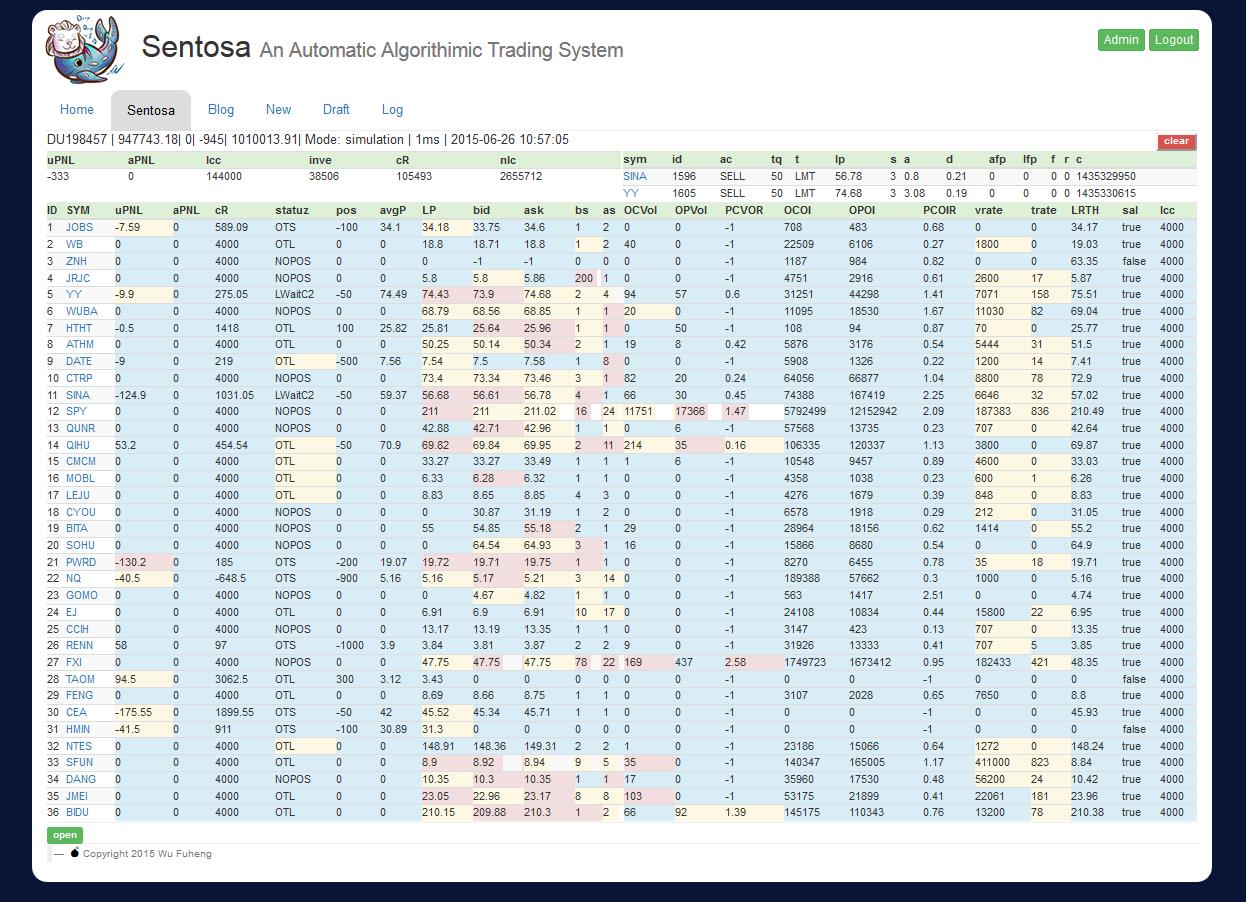 Sentosa An Automatic Algorithimic Trading System
Admin Logout
Home Sentosa Blog New Draft Log
DU198457 | 947743.18| 0| -945| 1010013.91| Mode: simulation | 1ms | 2015-06-26 10:57:05
clear
uPNL aPNL lcc inve cR nlc
-333 0 144000 38506 105493 2655712
sym id ac tq t lp s a d afp lfp f r c
SINA 1596 SELL 50 LMT 56.78 3 0.8 0.21 0 0 0 0 1435329950
YY 1605 SELL 50 LMT 74.68 3 3.08 0.19 0 0 0 0 1435330615
ID SYM uPNL aPNL cR statuz pos avgP LP bid ask bs as OCVol OPVol PCVOR OCOI OPOI PCOIR vrate trate LRTH sal lcc
1 JOBS -7.59 0 589.09 OTS -100 34.1 34.18 33.75 34.6 1 2 0 0 -1 708 483 0.68 0 0 34.17 true 4000
2 WB 0 0 4000 OTL 0 0 18.8 18.71 18.8 1 2 40 0 -1 22509 6106 0.27 1800 0 19.03 true 4000
3 ZNH 0 0 4000 NOPOS 0 0 0 -1 -1 0 0 0 0 -1 1187 984 0.82 0 0 63.35 false 4000
4 JRJC 0 0 4000 NOPOS 0 0 5.8 5.8 5.86 200 1 0 0 -1 4751 2916 0.61 2600 17 5.87 true 4000
5 YY -9.9 0 275.05 LWaitC2 -50 74.49 74.43 73.9 74.68 2 4 94 57 0.6 31251 44298 1.41 7071 158 75.51 true 4000
6 WUBA 0 0 4000 NOPOS 0 0 68.79 68.56 68.85 1 1 20 0 -1 11095 18530 1.67 11030 82 69.04 true 4000
7 HTHT -0.5 0 1418 OTL 100 25.82 25.81 25.64 25.96 1 1 0 50 -1 108 94 0.87 70 0 25.77 true 4000
8 ATHM 0 0 4000 OTL 0 0 50.25 50.14 50.34 2 1 19 8 0.42 5876 3176 0.54 5444 31 51.5 true 4000
9 DATE -9 0 219 OTL -500 7.56 7.54 7.5 7.58 1 8 0 0 -1 5908 1326 0.22 1200 14 7.41 true 4000
10 CTRP 0 0 4000 NOPOS 0 0 73.4 73.34 73.46 3 1 82 20 0.24 64056 66877 1.04 8800 78 72.9 true 4000
11 SINA -124.9 0 1031.05 LWaitC2 -50 59.37 56.68 56.61 56.78 4 1 66 30 0.45 74388 167419 2.25 6646 32 57.02 true 4000
12 SPY 0 0 4000 NOPOS 0 0 211 211 211.02 16 24 11751 17366 1.47 5792499 12152942 2.09 187383 836 210.49 true 4000
13 QUNR 0 0 4000 NOPOS 0 0 42.88 42.71 42.96 1 1 0 6 -1 57568 13735 0.23 707 0 42.64 true 4000
14 QIHU 53.2 0 454.54 OTL -50 70.9 69.82 69.84 69.95 2 11 214 35 0.16 106335 120337 1.13 3800 0 69.87 true 4000
15 CMCM 0 0 4000 OTL 0 0 33.27 33.27 33.49 1 1 1 6 -1 10548 9457 0.89 4600 0 33.03 true 4000
16 MOBL 0 0 4000 OTL 0 0 6.33 6.28 6.32 1 1 0 0 -1 4358 1038 0.23 600 1 6.26 true 4000
17 LEJU 0 0 4000 OTL 0 0 8.83 8.65 8.85 4 3 0 0 -1 4276 1679 0.39 848 0 8.83 true 4000
18 CYOU 0 0 4000 NOPOS 0 0 0 30.87 31.19 1 2 0 0 -1 6578 1918 0.29 212 0 31.05 true 4000
19 BITA 0 0 4000 NOPOS 0 0 55 54.85 55.18 2 1 29 0 -1 28964 18156 0.62 1414 0 55.2 true 4000
20 SOHU 0 0 4000 NOPOS 0 0 0 64.54 64.93 3 1 16 0 -1 15866 8680 0.54 0 0 64.9 true 4000
21 PWRD -130.2 0 185 OTS -200 19.07 19.72 19.71 19.75 1 1 0 0 -1 8270 6455 0.78 35 18 19.71 true 4000
22 NQ -40.5 0 -648.5 OTS -900 5.16 5.16 5.17 5.21 3 14 0 0 -1 189388 57662 0.3 1000 0 5.16 true 4000
23 GOMO 0 0 4000 NOPOS 0 0 0 4.67 4.82 1 1 0 0 -1 563 1417 2.51 0 0 4.74 true 4000
24 EJ 0 0 4000 OTL 0 0 6.91 6.9 6.91 10 17 0 0 -1 24108 10834 0.44 15800 22 6.95 true 4000
25 CCIH 0 0 4000 NOPOS 0 0 13.17 13.19 13.35 1 1 0 0 -1 3147 423 0.13 707 0 13.35 true 4000
26 RENN 58 0 97 OTS -1000 3.9 3.84 3.81 3.87 2 2 9 0 -1 31926 13333 0.41 707 5 3.85 true 4000
27 FXI 0 0 4000 NOPOS 0 0 47.75 47.75 47.75 78 22 169 437 2.58 1749723 1673412 0.95 182433 421 48.35 true 4000
28 TAOM 94.5 0 3062.5 OTL 300 3.12 3.43 0 0 0 0 0 0 -1 0 0 -1 0 0 0 false 4000
29 FENG 0 0 4000 OTL 0 0 8.69 8.66 8.75 1 1 0 0 -1 3107 2028 0.65 7650 0 8.8 true 4000
30 CEA -175.55 0 1899.55 OTS -50 42 45.52 45.34 45.71 1 1 0 0 -1 0 0 -1 0 0 45.93 true 4000
31 HMIN -41.5 0 911 OTS -100 30.89 31.3 0 0 0 0 0 0 -1 0 0 -1 0 0 0 false 4000
32 NTES 0 0 4000 OTL 0 0 148.91 148.36 149.31 2 2 1 0 -1 23186 15066 0.64 1272 0 148.24 true 4000
33 SFUN 0 0 4000 OTL 0 0 8.9 8.92 8.94 9 5 35 0 -1 140347 165005 1.17 411000 823 8.84 true 4000
34 DANG 0 0 4000 NOPOS 0 0 10.35 10.3 10.35 1 1 17 0 -1 35960 17530 0.48 56200 24 10.42 true 4000
35 JMEI 0 0 4000 OTL 0 0 23.05 22.96 23.17 8 8 103 0 -1 53175 21899 0.41 22061 181 23.96 true 4000
36 BIDU 0 0 4000 OTL 0 0 210.15 209.88 210.3 1 2 66 92 1.39 145175 110343 0.76 13200 78 210.38 true 4000
open
— Copyright 2015 Wu Fuheng